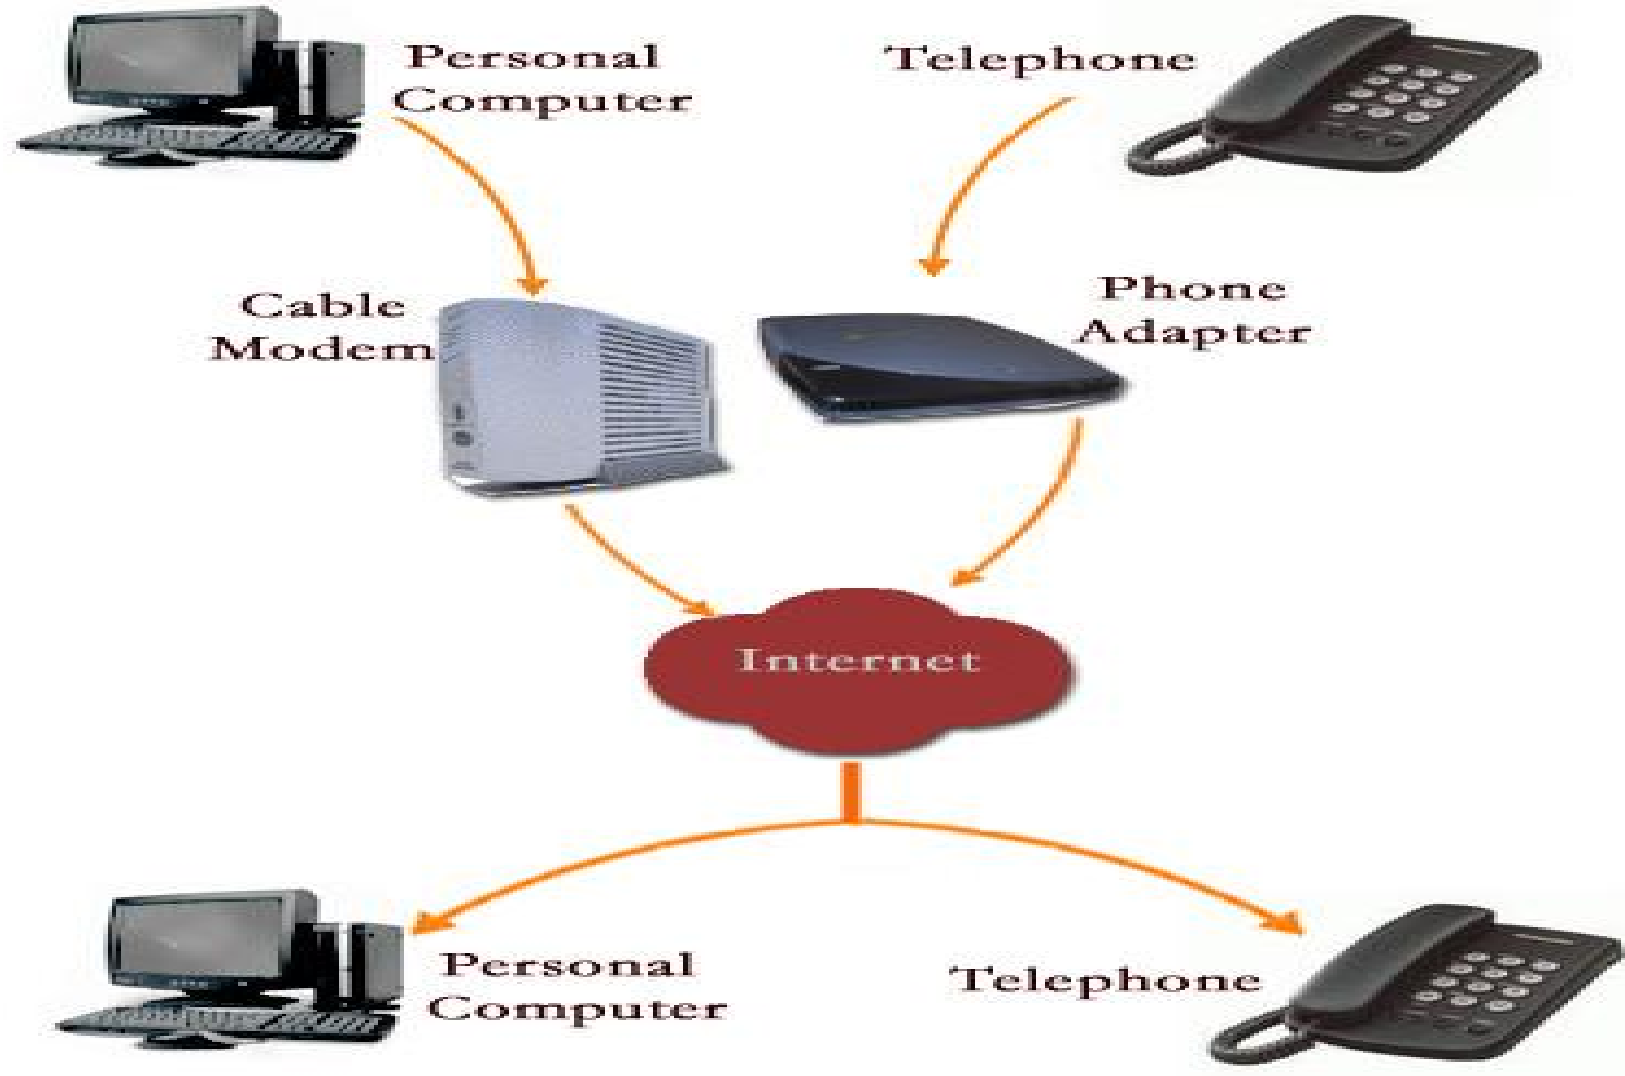 Personal
Computer
Telephone
Cable
Modem
Phone
Adapter
Internet
Personal
Computer
Telephone